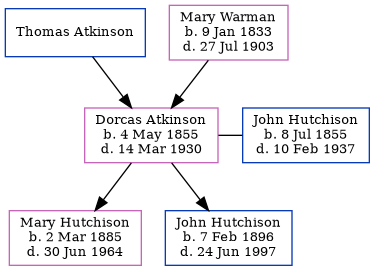 Thomas Atkinson
Mary Warman
b. 9 Jan 1833
d. 27 Jul 1903
Dorcas Atkinson
b. 4 May 1855
d. 14 Mar 1930
John Hutchison
b. 8 Jul 1855
d. 10 Feb 1937
Mary Hutchison
b. 2 Mar 1885
d. 30 Jun 1964
John Hutchison
b. 7 Feb 1896
d. 24 Jun 1997